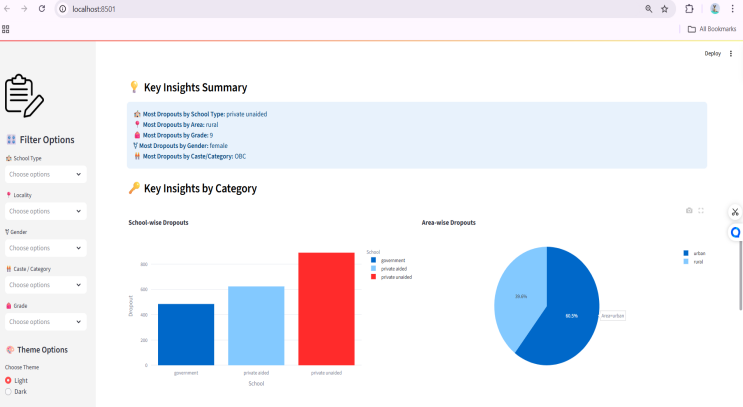 localhost:8501
All Bookmarks
Deploy
Key Insights Summary
Most Dropouts by School Type: private unaided
Most Dropouts by Area: rural
Most Dropouts by Grade: 9
Most Dropouts by Gender: female
Most Dropouts by Caste/Category: OBC
Filter Options
School Type
Choose options
Locality
Choose options
Gender
Choose options
Caste / Category
Choose options
Grade
Choose options
Theme Options
Choose Theme
Light
Dark
Key Insights by Category
School-wise Dropouts
School
government
private aided
private unaided
Dropout
800
600
400
200
0
government
private aided
private unaided
School
Area-wise Dropouts
urban
rural
39.6%
60.5%
Area=urban